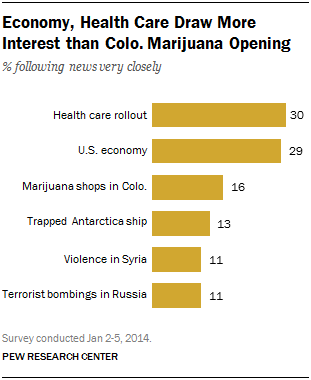 Economy, Health Care Draw More
Interest than Colo. Marijuana Opening
% following news very closely
Health care rollout 30
U.S. economy 29
Marijuana shops in Colo. 16
Trapped Antarctica ship 13
Violence in Syria 11
Terrorist bombings in Russia 11
Survey conducted Jan 2-5, 2014.
PEW RESEARCH CENTER